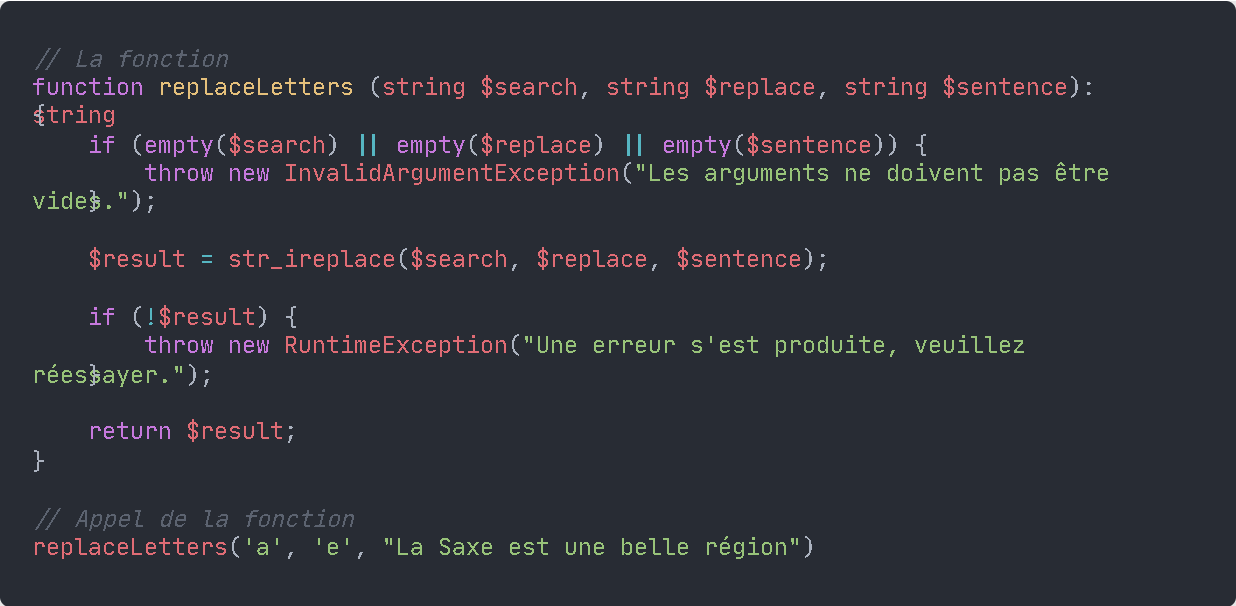 // La fonction
function replaceLetters (string $search, string $replace, string $sentence):
string
{
    if (empty($search) || empty($replace) || empty($sentence)) {
        throw new InvalidArgumentException("Les arguments ne doivent pas être
vides.");
    }

    $result = str_ireplace($search, $replace, $sentence);

    if (!$result) {
        throw new RuntimeException("Une erreur s'est produite, veuillez
réessayer.");
    }

    return $result;
}

// Appel de la fonction
replaceLetters('a', 'e', "La Saxe est une belle région")